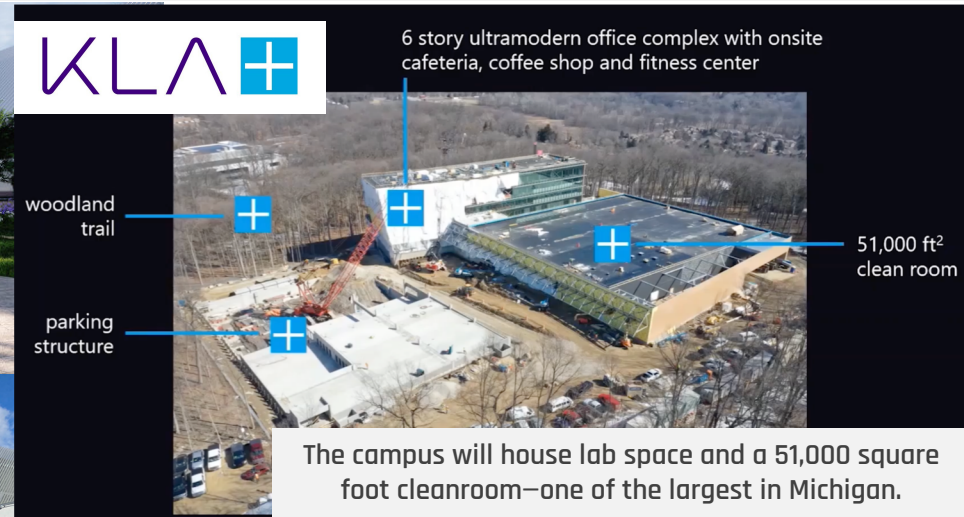 KLA+
6 story ultramodern office complex with onsite
cafeteria, coffee shop and fitness center
woodland
trail
51,000 ft²
clean room
parking
structure
The campus will house lab space and a 51,000 square
foot cleanroom—one of the largest in Michigan.